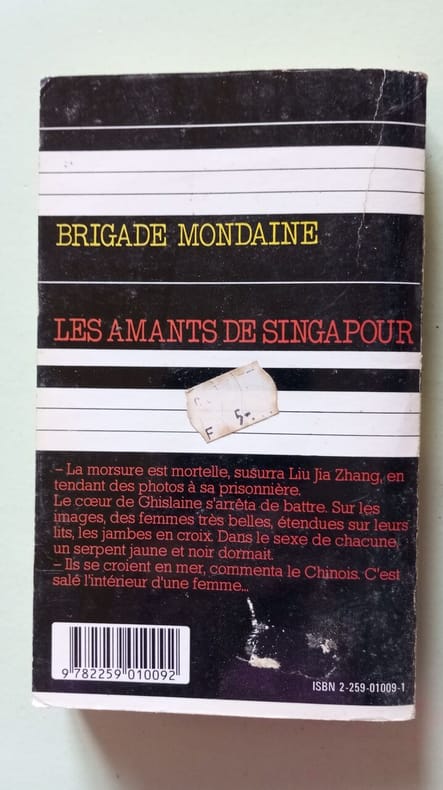 BRIGADE MONDAINE
LES AMANTS DE SINGAPOUR
F 5-
– La morsure est mortelle, susurra Liu Jia Zhang, en
tendant des photos à sa prisonnière.
Le cœur de Ghislaine s'arrêta de battre. Sur les
images, des femmes très belles, étendues sur leurs
lits, les jambes en croix. Dans le sexe de chacune,
un serpent jaune et noir dormait.
– Ils se croient en mer, commenta le Chinois. C'est
salé l'intérieur d'une femme...
9 782259 010092
ISBN 2-259-01009-1